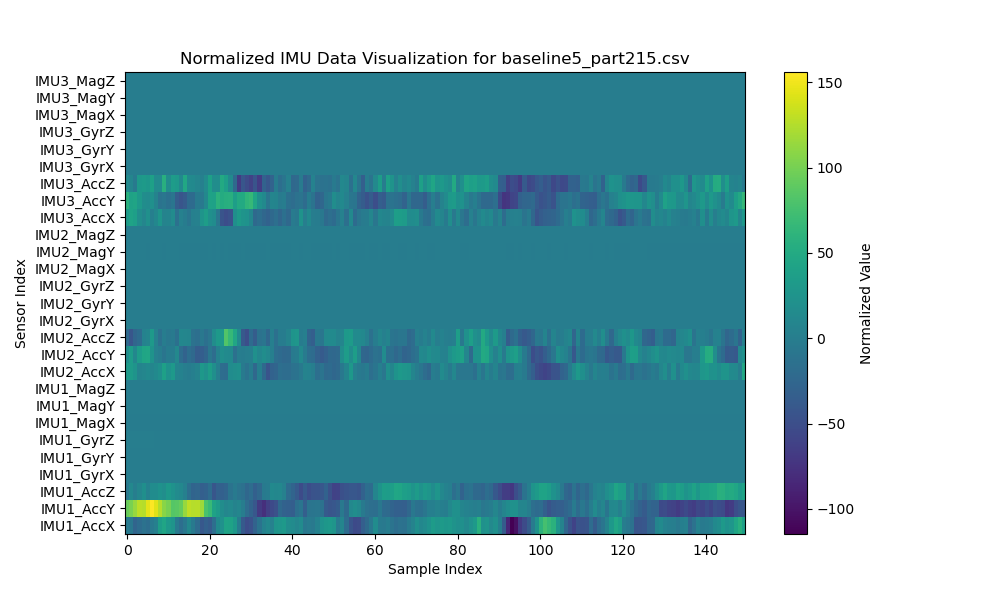 Normalized IMU Data Visualization for baseline5_part215.csv
IMU3_MagZ
IMU3_MagY
IMU3_MagX
IMU3_GyrZ
IMU3_GyrY
IMU3_GyrX
IMU3_AccZ
IMU3_AccY
IMU3_AccX
IMU2_MagZ
IMU2_MagY
IMU2_MagX
IMU2_GyrZ
IMU2_GyrY
IMU2_GyrX
IMU2_AccZ
IMU2_AccY
IMU2_AccX
IMU1_MagZ
IMU1_MagY
IMU1_MagX
IMU1_GyrZ
IMU1_GyrY
IMU1_GyrX
IMU1_AccZ
IMU1_AccY
IMU1_AccX
Sensor Index
0 20 40 60 80 100 120 140
Sample Index
150
100
50
0
−50
−100
Normalized Value